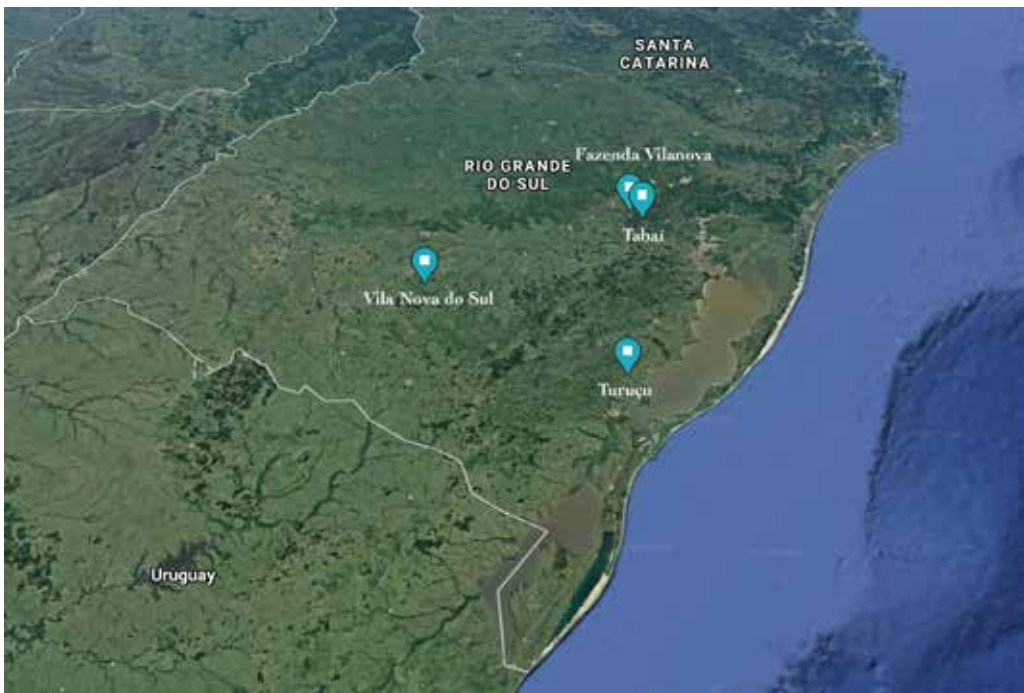 SANTA
CATARINA
Fazenda Vilanova
RIO GRANDE
DO SUL
Tabaí
Vila Nova do Sul
Turuçu
Uruguay